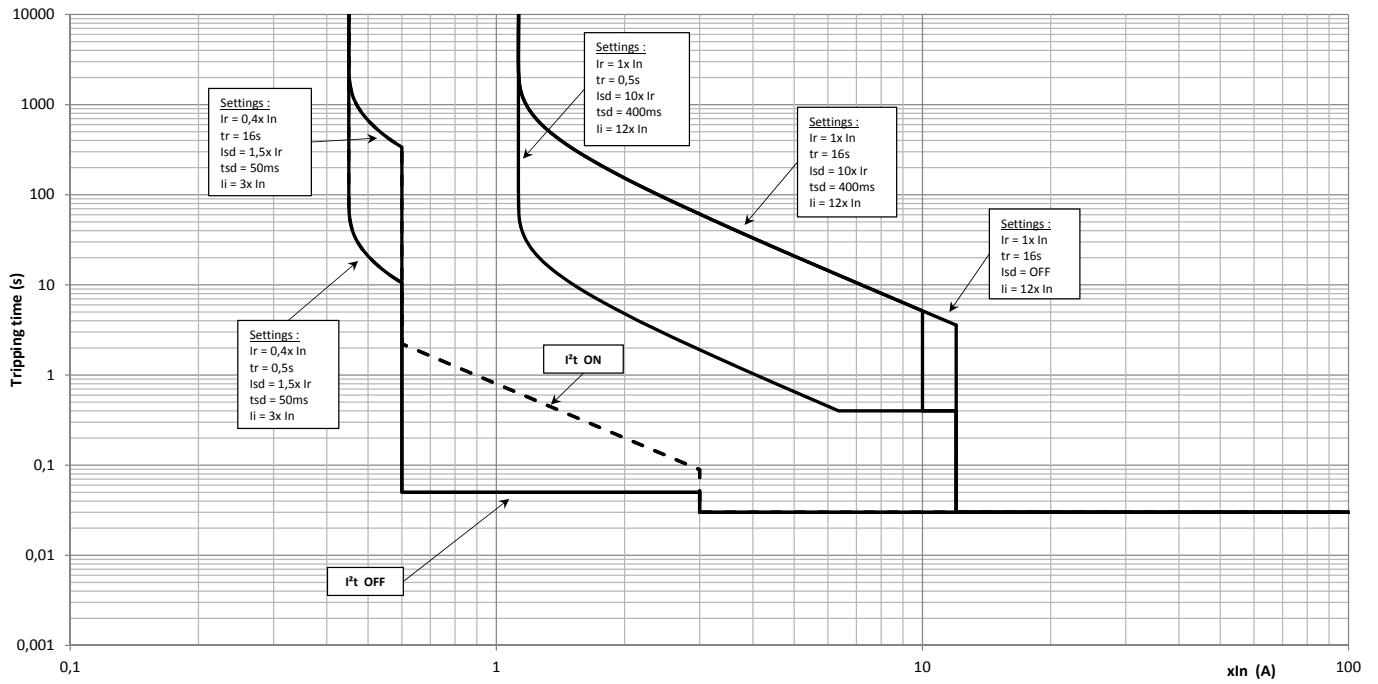 10000
1000
100
10
1
0,1
0,01
0,001
Tripping time (s)
0,1
1
10
100
xIn (A)
Settings :
Ir = 0,4x In
tr = 16s
Isd = 1,5x Ir
tsd = 50ms
Ii = 3x In
Settings :
Ir = 1x In
tr = 0,5s
Isd = 10x Ir
tsd = 400ms
Ii = 12x In
Settings :
Ir = 1x In
tr = 16s
Isd = 10x Ir
tsd = 400ms
Ii = 12x In
Settings :
Ir = 1x In
tr = 16s
Isd = OFF
Ii = 12x In
Settings :
Ir = 0,4x In
tr = 0,5s
Isd = 1,5x Ir
tsd = 50ms
Ii = 3x In
I²t ON
I²t OFF